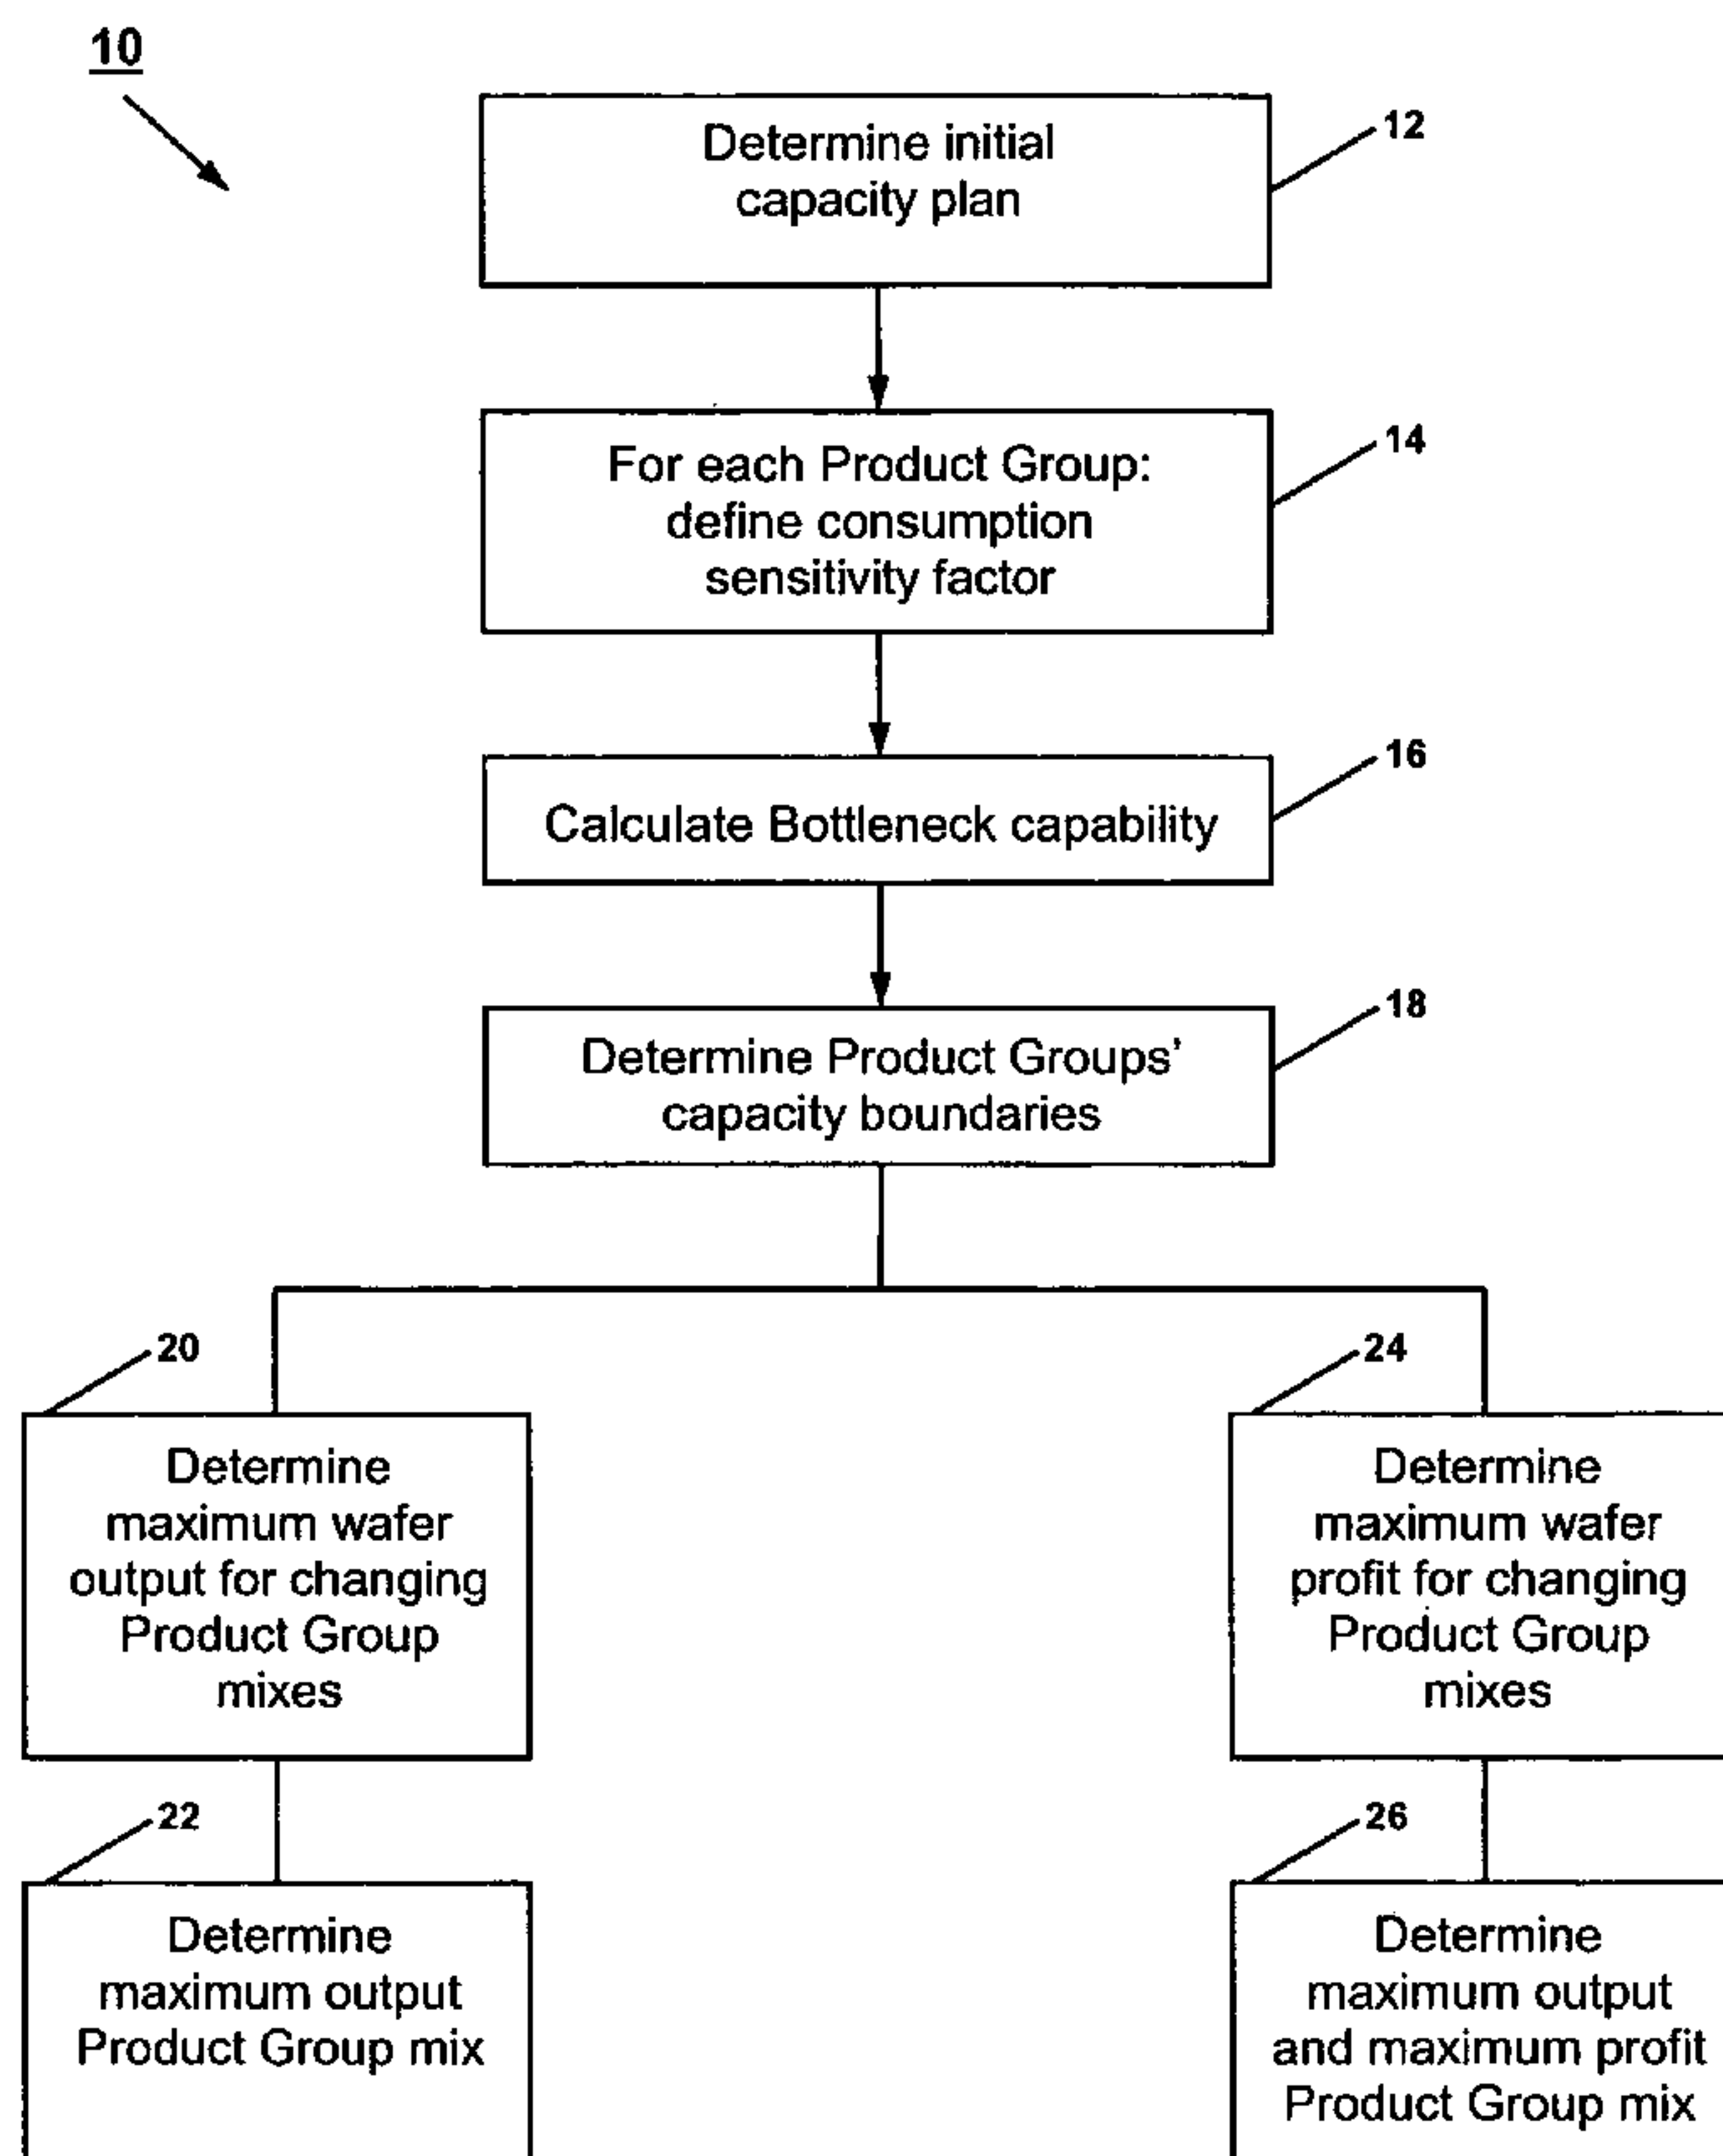 10
Determine initial
capacity plan
12
For each Product Group:
define consumption
sensitivity factor
14
Calculate Bottleneck capability
16
Determine Product Groups'
capacity boundaries
18
20
Determine
maximum wafer
output for changing
Product Group
mixes
24
Determine
maximum wafer
profit for changing
Product Group
mixes
22
Determine
maximum output
Product Group mix
26
Determine
maximum output
and maximum profit
Product Group mix